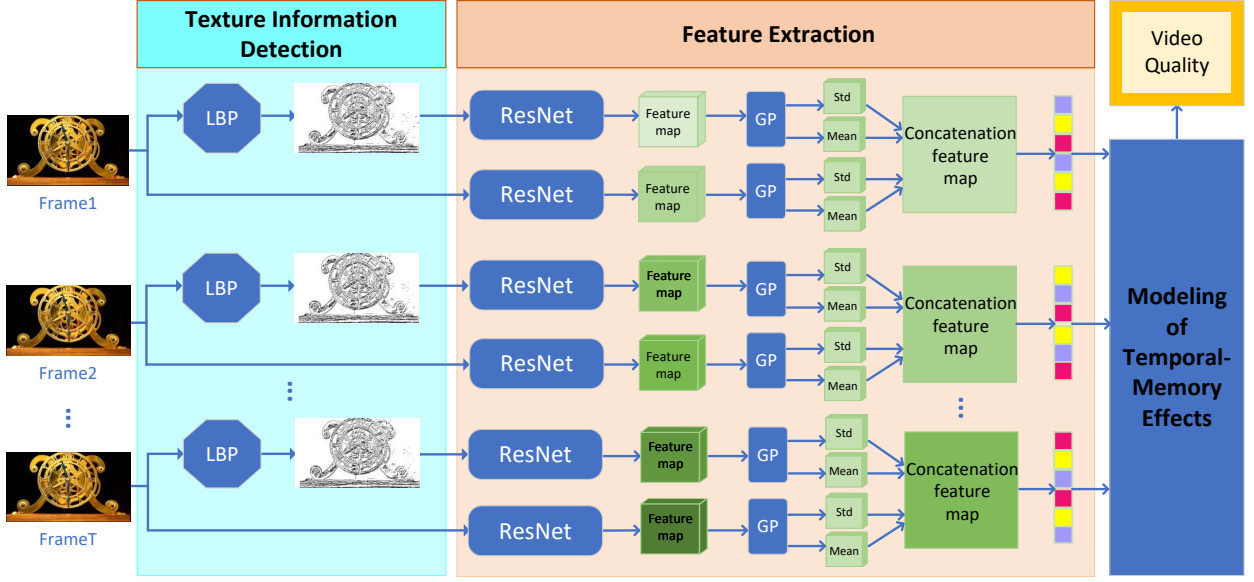 Texture Information
Detection
Feature Extraction
Video
Quality
LBP
ResNet
Feature
map
GP
Std
Mean
Concatenation
feature
map
Frame1
ResNet
Feature
map
GP
Std
Mean
LBP
ResNet
Feature
map
GP
Std
Mean
Concatenation
feature
map
Frame2
ResNet
Feature
map
GP
Std
Mean
...
...
...
LBP
ResNet
Feature
map
GP
Std
Mean
Concatenation
feature
map
FrameT
ResNet
Feature
map
GP
Std
Mean
Modeling
of
Temporal-
Memory
Effects